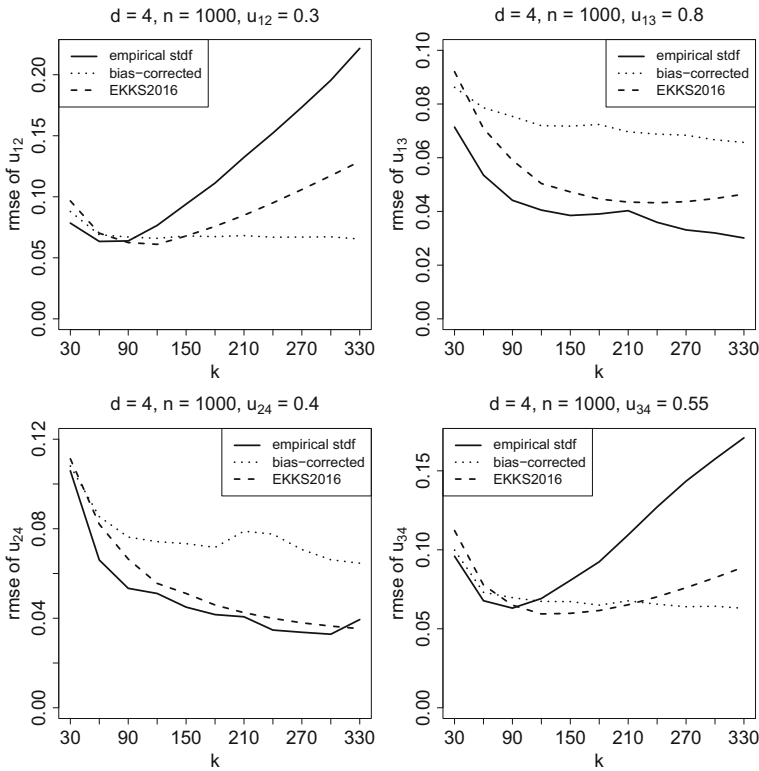 d = 4, n = 1000, u12 = 0.3
empirical stdf
bias−corrected
EKKS2016
rmse of u12
0.00
0.05
0.10
0.15
0.20
30
90
150
210
270
330
k
d = 4, n = 1000, u13 = 0.8
empirical stdf
bias−corrected
EKKS2016
rmse of u13
0.00
0.02
0.04
0.06
0.08
0.10
30
90
150
210
270
330
k
d = 4, n = 1000, u24 = 0.4
empirical stdf
bias−corrected
EKKS2016
rmse of u24
0.00
0.04
0.08
0.12
30
90
150
210
270
330
k
d = 4, n = 1000, u34 = 0.55
empirical stdf
bias−corrected
EKKS2016
rmse of u34
0.00
0.05
0.10
0.15
30
90
150
210
270
330
k